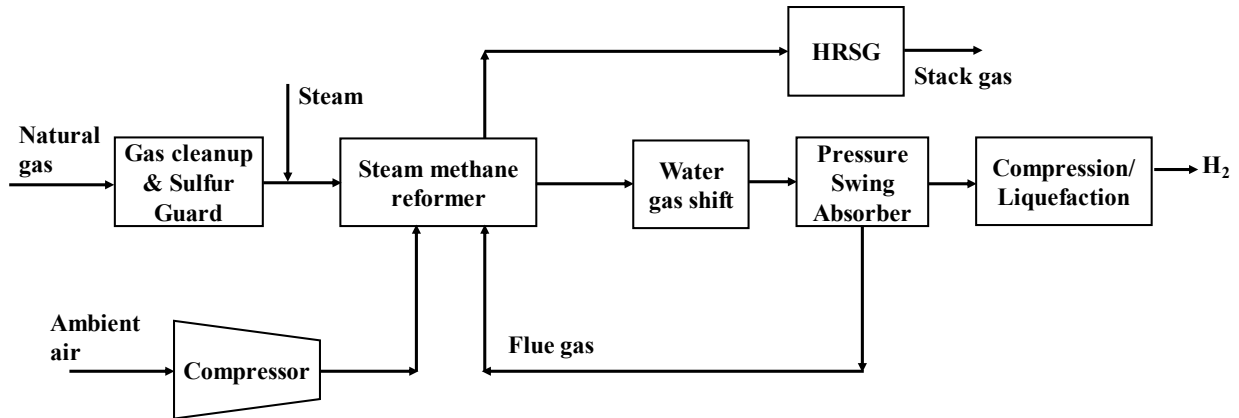 HRSG
Stack gas
Steam
Natural
gas
Gas cleanup
& Sulfur
Guard
Steam methane
reformer
Water
gas shift
Pressure
Swing
Absorber
Compression/
Liquefaction
H₂
Ambient
air
Compressor
Flue gas